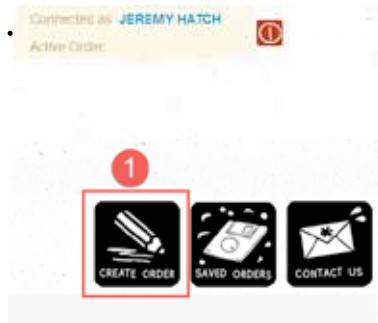 Connected as: JEREMY HATCH
Active Order:
1
CREATE ORDER
SAVED ORDERS
CONTACT US